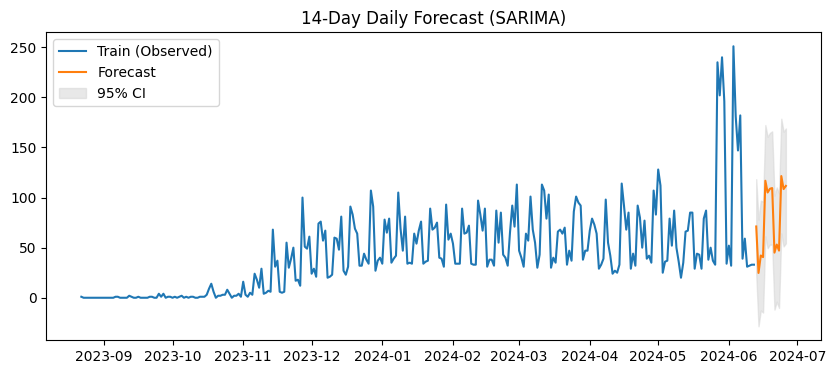 14-Day Daily Forecast (SARIMA)
Train (Observed)
Forecast
95% CI
250
200
150
100
50
0
2023-09 2023-10 2023-11 2023-12 2024-01 2024-02 2024-03 2024-04 2024-05 2024-06 2024-07